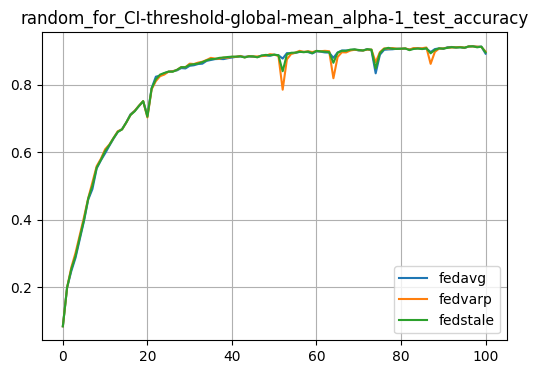 random_for_CI-threshold-global-mean_alpha-1_test_accuracy
0.8
0.6
0.4
0.2
0 20 40 60 80 100
fedavg
fedvarp
fedstale